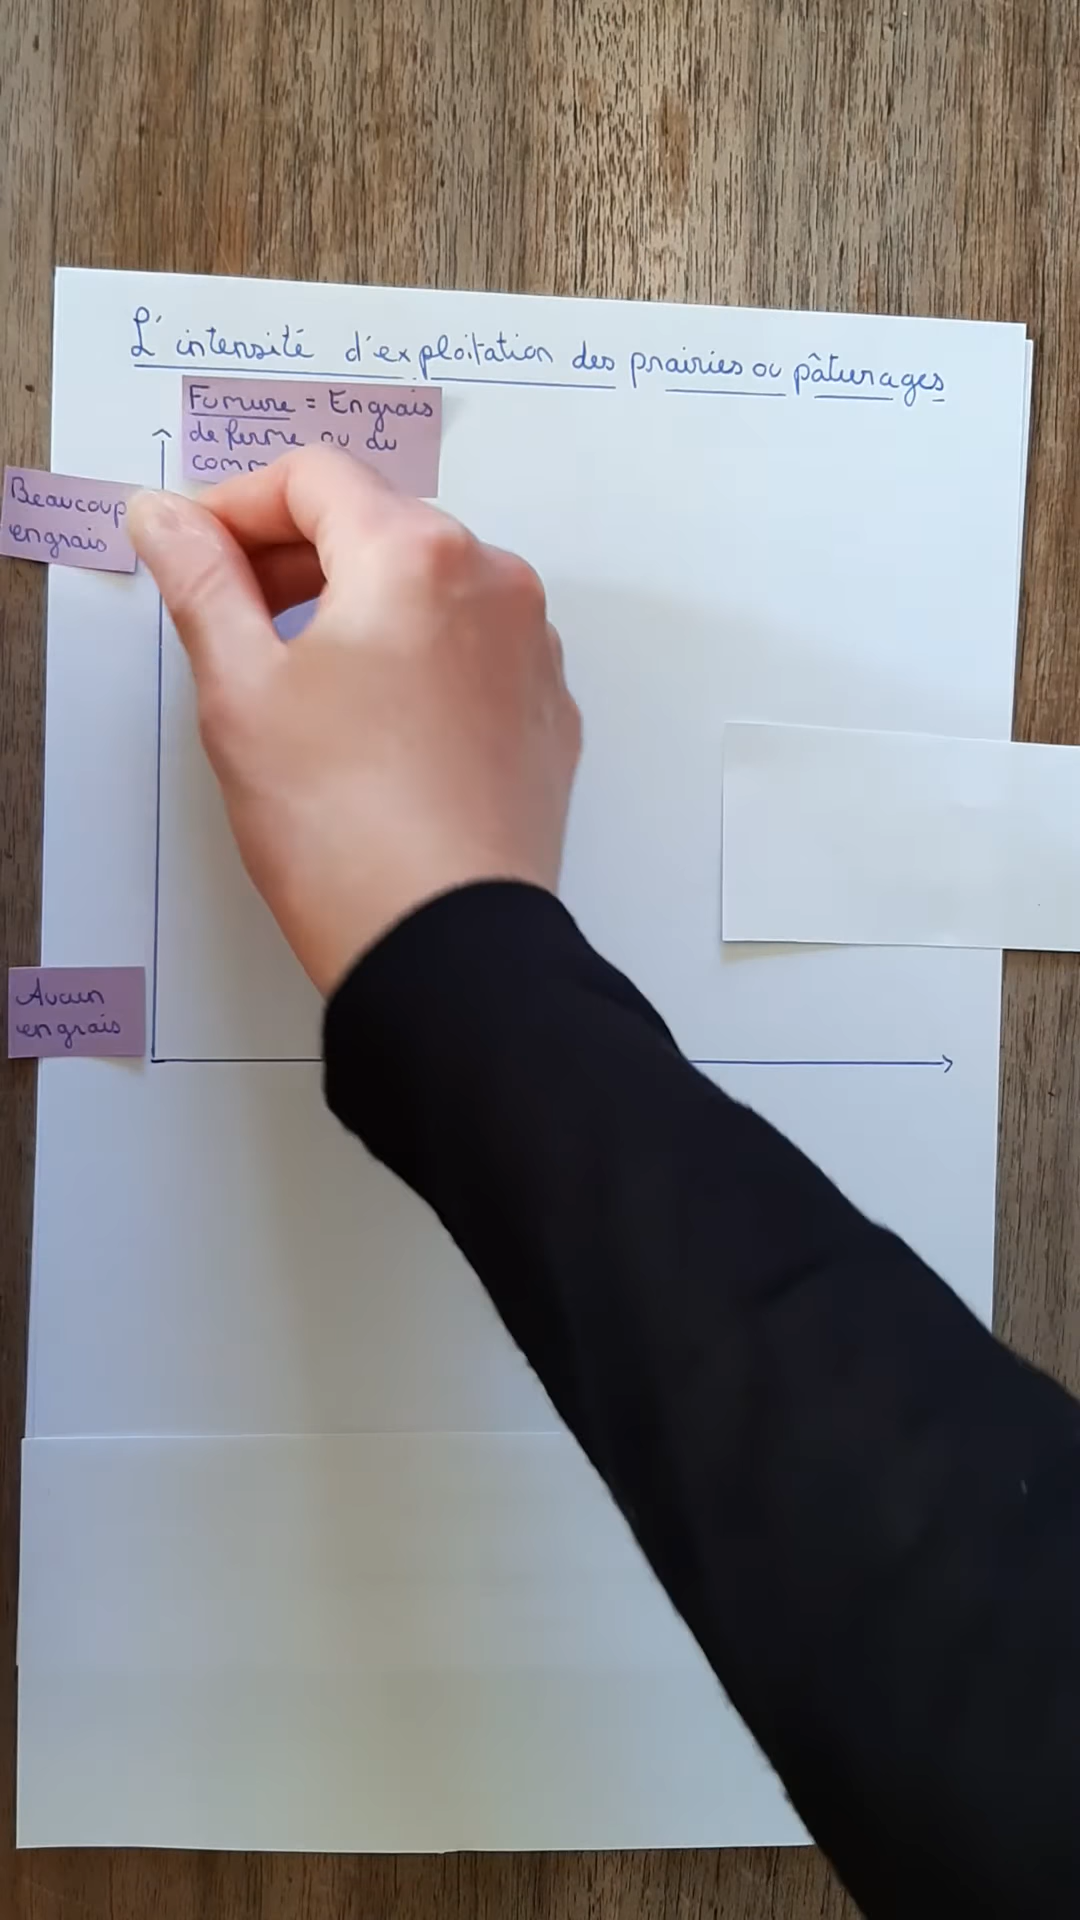 L'intensité d'exploitation des prairies ou pâturages
Fumure = Engrais
de ferme ou du
Beaucoup
engrais
Aucun
engrais